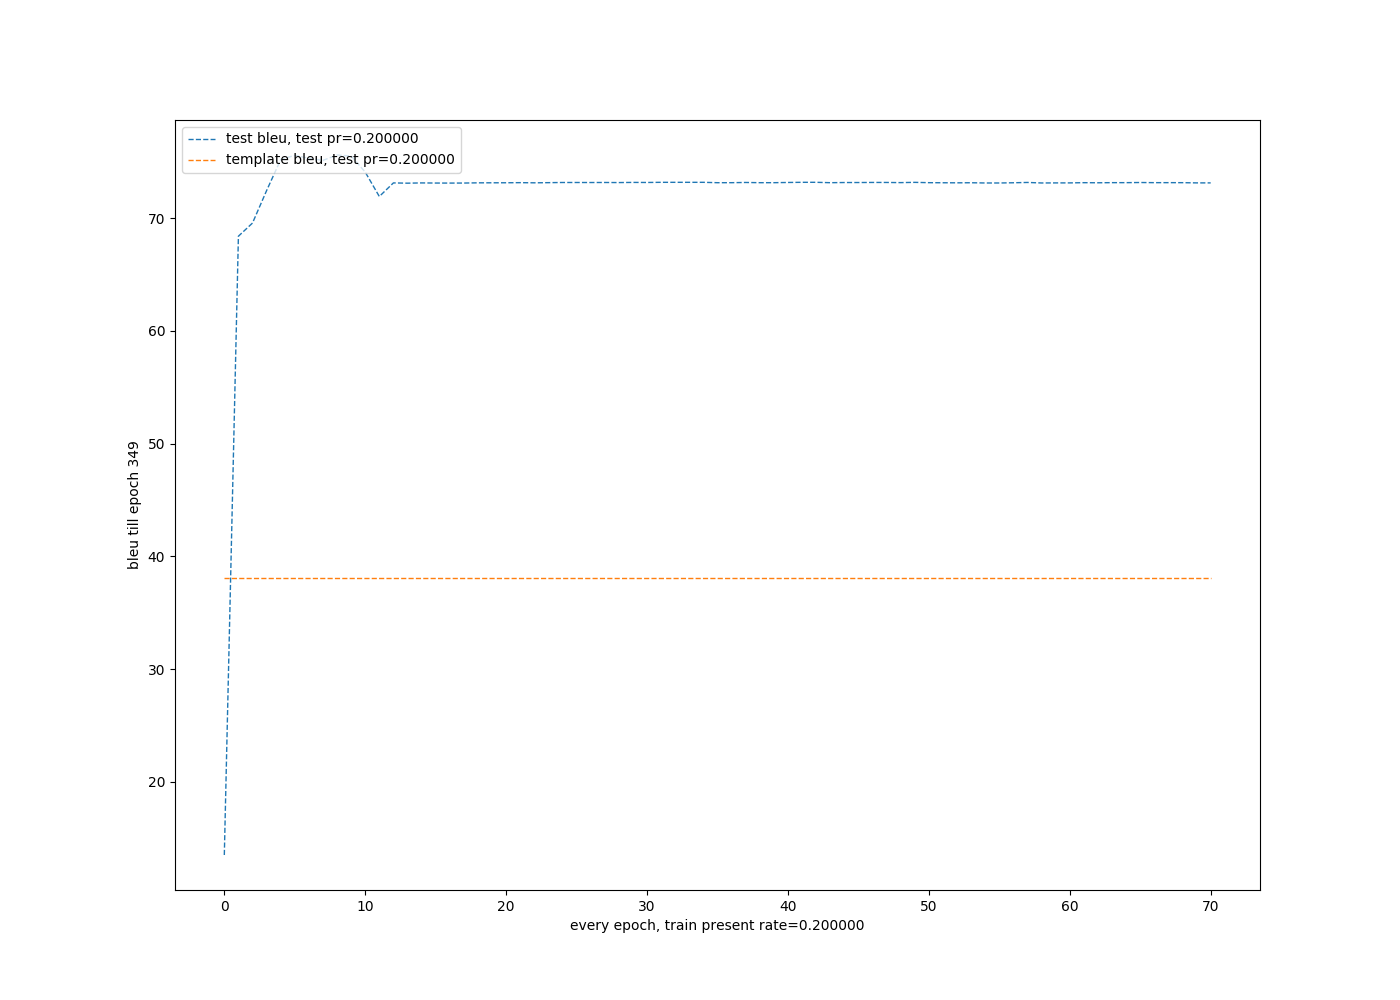 test bleu, test pr=0.200000
template bleu, test pr=0.200000
70
60
50
40
30
20
bleu till epoch 349
0 10 20 30 40 50 60 70
every epoch, train present rate=0.200000